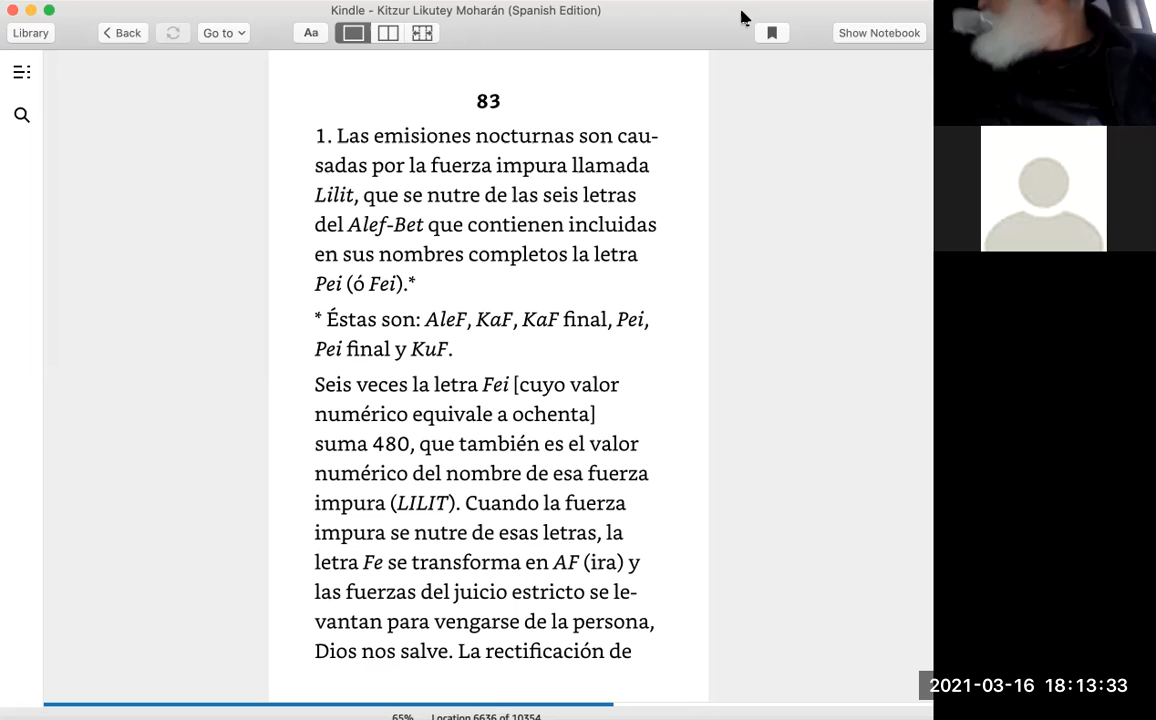 Kindle - Kitzur Likutey Moharán (Spanish Edition)
Library
Back
Go to
Aa
Show Notebook
83
1. Las emisiones nocturnas son cau-
sadas por la fuerza impura llamada
Lilit, que se nutre de las seis letras
del Alef-Bet que contienen incluidas
en sus nombres completos la letra
Pei (ó Fei).*
* Éstas son: AleF, KaF, KaF final, Pei,
Pei final y KuF.
Seis veces la letra Fei [cuyo valor
numérico equivale a ochenta]
suma 480, que también es el valor
numérico del nombre de esa fuerza
impura (LILIT). Cuando la fuerza
impura se nutre de esas letras, la
letra Fe se transforma en AF (ira) y
las fuerzas del juicio estricto se le-
vantan para vengarse de la persona,
Dios nos salve. La rectificación de
2021-03-16 18:13:33
65% Location 6636 of 10354